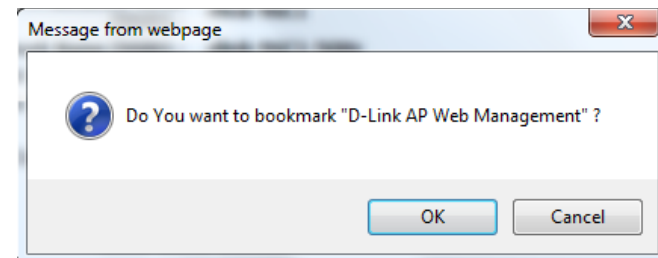 Message from webpage
Do You want to bookmark "D-Link AP Web Management" ?
OK
Cancel